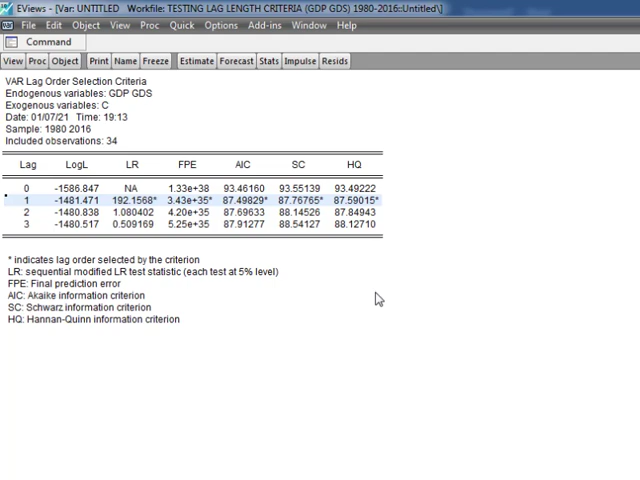 EViews - [Var: UNTITLED   Workfile: TESTING LAG LENGTH CRITERIA (GDP GDS) 1980-2016::Untitled\]
File Edit Object View Proc Quick Options Add-ins Window Help
Command
View Proc Object Print Name Freeze Estimate Forecast Stats Impulse Resids
VAR Lag Order Selection Criteria
Endogenous variables: GDP GDS
Exogenous variables: C
Date: 01/07/21 Time: 19:13
Sample: 1980 2016
Included observations: 34
Lag LogL LR FPE AIC SC HQ
0 -1586.847 NA 1.33e+38 93.46160 93.55139 93.49222
1 -1481.471 192.1568* 3.43e+35* 87.49829* 87.76765* 87.59015*
2 -1480.838 1.080402 4.20e+35 87.69633 88.14526 87.84943
3 -1480.517 0.509169 5.25e+35 87.91277 88.54127 88.12710
* indicates lag order selected by the criterion
LR: sequential modified LR test statistic (each test at 5% level)
FPE: Final prediction error
AIC: Akaike information criterion
SC: Schwarz information criterion
HQ: Hannan-Quinn information criterion